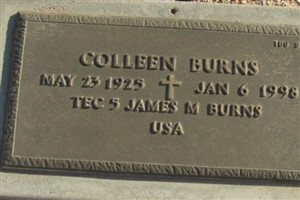 COLLEEN BURNS
MAY 23 1925 JAN 6 1998
TEC 5 JAMES M BURNS
USA